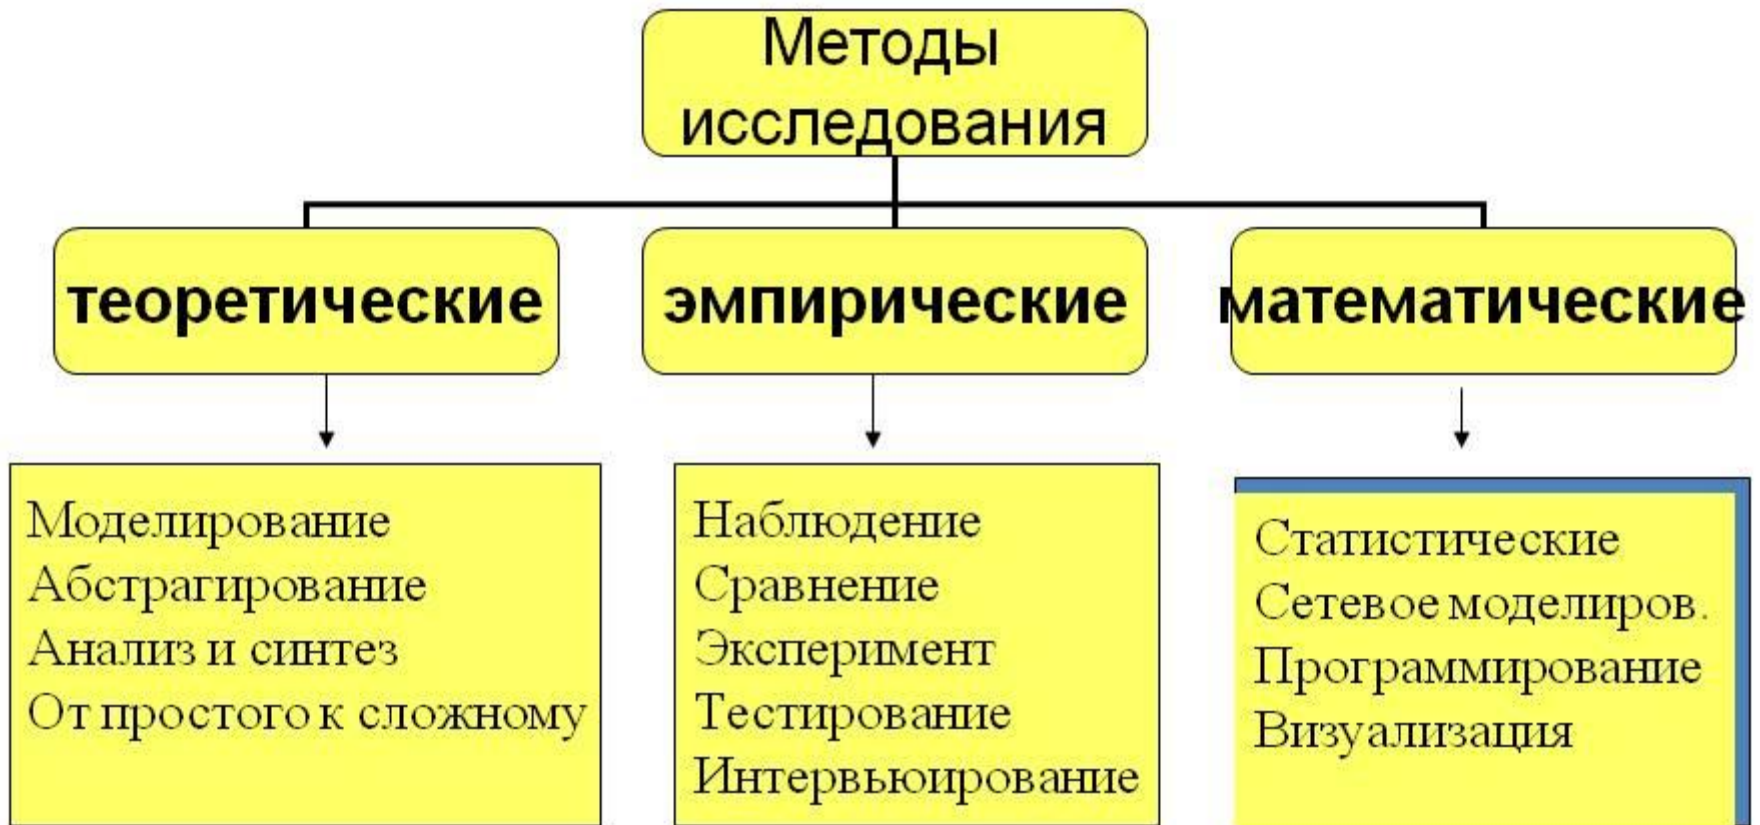 Методы
исследования
теоретические
эмпирические
математические
Моделирование
Абстрагирование
Анализ и синтез
От простого к сложному
Наблюдение
Сравнение
Эксперимент
Тестирование
Интервьюирование
Статистические
Сетевое моделиров.
Программирование
Визуализация